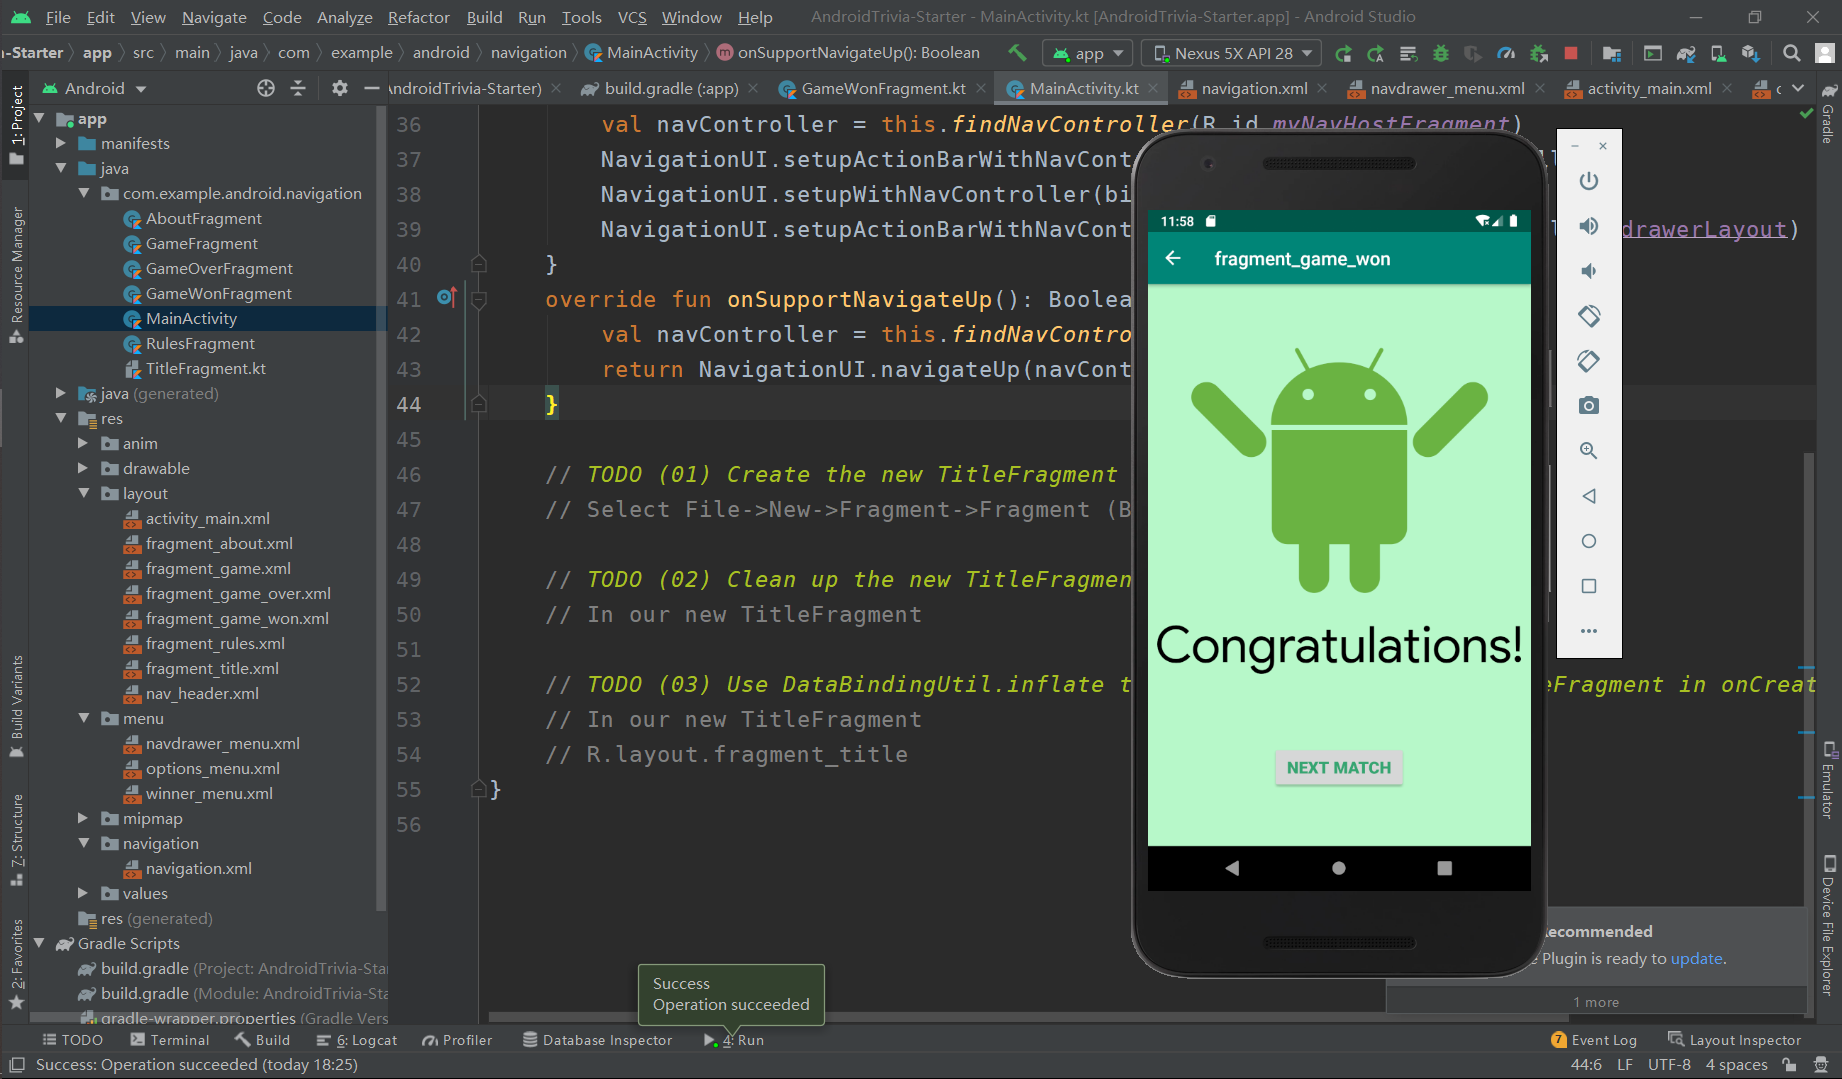 File Edit View Navigate Code Analyze Refactor Build Run Tools VCS Window Help AndroidTrivia-Starter - MainActivity.kt [AndroidTrivia-Starter.app] - Android Studio
a-Starter app src main java com example android navigation MainActivity onSupportNavigateUp(): Boolean app Nexus 5X API 28
Android AndroidTrivia-Starter) build.gradle (:app) GameWonFragment.kt MainActivity.kt navigation.xml navdrawer_menu.xml activity_main.xml
1: Project
Resource Manager
Build Variants
7: Structure
2: Favorites
app
manifests
java
com.example.android.navigation
AboutFragment
GameFragment
GameOverFragment
GameWonFragment
MainActivity
RulesFragment
TitleFragment.kt
java (generated)
res
anim
drawable
layout
activity_main.xml
fragment_about.xml
fragment_game.xml
fragment_game_over.xml
fragment_game_won.xml
fragment_rules.xml
fragment_title.xml
nav_header.xml
menu
navdrawer_menu.xml
options_menu.xml
winner_menu.xml
mipmap
navigation
navigation.xml
values
res (generated)
Gradle Scripts
build.gradle (Project: AndroidTrivia-Sta
build.gradle (Module: AndroidTrivia-Sta
gradle-wrapper.properties (Gradle Vers
36 val navController = this.findNavController(R.id.myNavHostFragment)
37 NavigationUI.setupActionBarWithNavCont
38 NavigationUI.setupWithNavController(bi
39 NavigationUI.setupActionBarWithNavCont drawerLayout)
40 }
41 override fun onSupportNavigateUp(): Boolea
42 val navController = this.findNavContro
43 return NavigationUI.navigateUp(navCont
44 }
45
46 // TODO (01) Create the new TitleFragment
47 // Select File->New->Fragment->Fragment (B
48
49 // TODO (02) Clean up the new TitleFragmen
50 // In our new TitleFragment
51
52 // TODO (03) Use DataBindingUtil.inflate t eFragment in onCreat
53 // In our new TitleFragment
54 // R.layout.fragment_title
55 }
56
11:58
fragment_game_won
Congratulations!
NEXT MATCH
Gradle
Emulator
Device File Explorer
ecommended
Plugin is ready to update.
1 more
Success
Operation succeeded
TODO Terminal Build 6: Logcat Profiler Database Inspector 4: Run 7 Event Log Layout Inspector
Success: Operation succeeded (today 18:25) 44:6 LF UTF-8 4 spaces